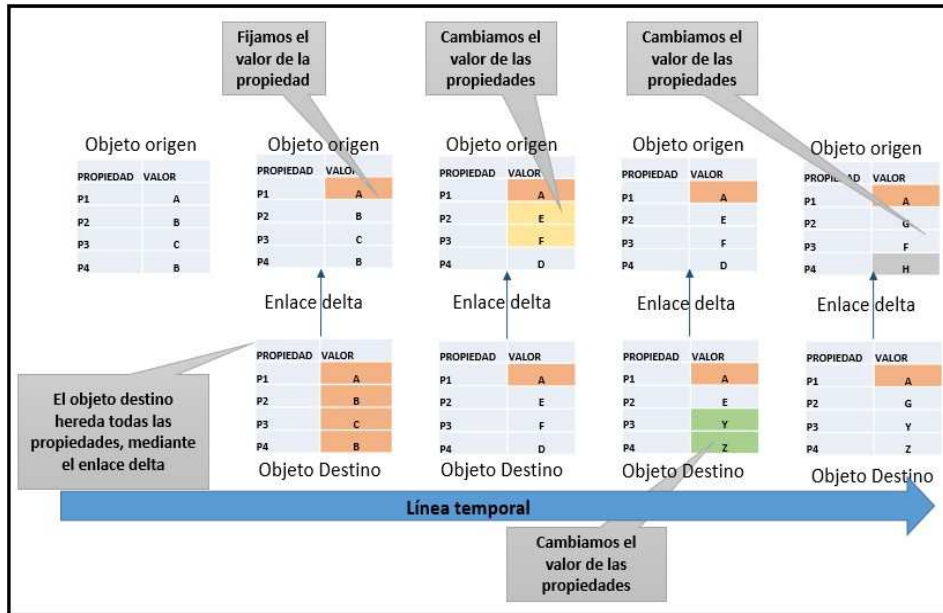 Fijamos el
valor de la
propiedad
Cambiamos el
valor de las
propiedades
Cambiamos el
valor de las
propiedades
Objeto origen
PROPIEDAD VALOR
P1 A
P2 B
P3 C
P4 B
Objeto origen
PROPIEDAD VALOR
P1 A
P2 B
P3 C
P4 B
Objeto origen
PROPIEDAD VALOR
P1 A
P2 E
P3 F
P4 D
Objeto origen
PROPIEDAD VALOR
P1 A
P2 E
P3 F
P4 D
Objeto origen
PROPIEDAD VALOR
P1 A
P2 G
P3 F
P4 H
Enlace delta
Enlace delta
Enlace delta
Enlace delta
El objeto destino
hereda todas las
propiedades, mediante
el enlace delta
PROPIEDAD VALOR
P1 A
P2 B
P3 C
P4 B
Objeto Destino
PROPIEDAD VALOR
P1 A
P2 E
P3 F
P4 D
Objeto Destino
PROPIEDAD VALOR
P1 A
P2 E
P3 Y
P4 Z
Objeto Destino
PROPIEDAD VALOR
P1 A
P2 G
P3 Y
P4 Z
Objeto Destino
Línea temporal
Cambiamos el
valor de las
propiedades